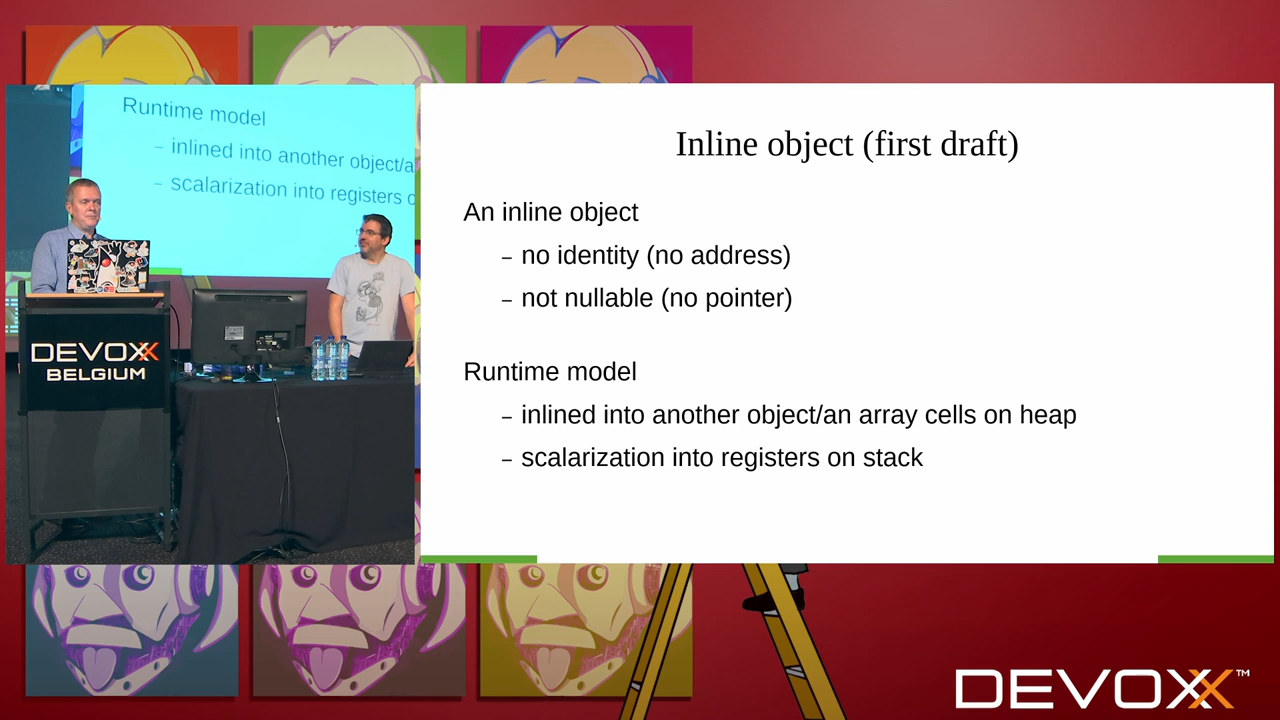 Runtime model
– inlined into another object/a
– scalarization into registers o
DEVOXX
BELGIUM
Inline object (first draft)
An inline object
– no identity (no address)
– not nullable (no pointer)
Runtime model
– inlined into another object/an array cells on heap
– scalarization into registers on stack
DEVOXX™